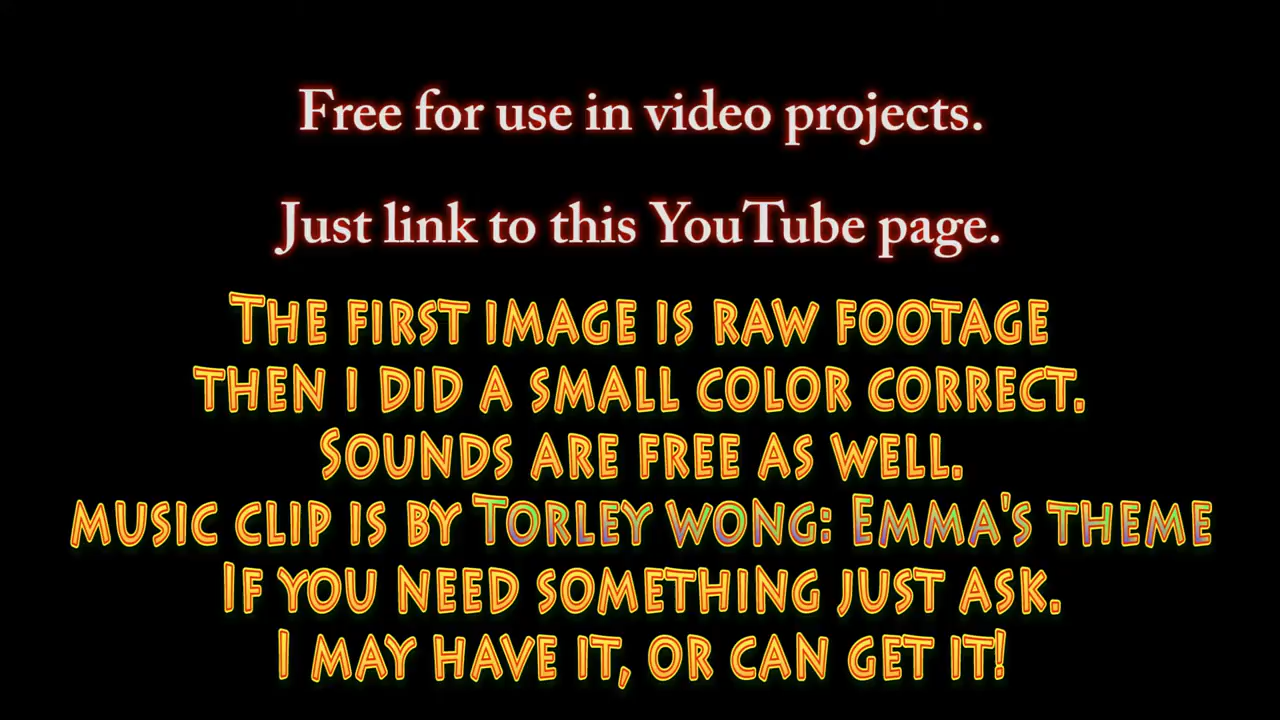 Free for use in video projects.
Just link to this YouTube page.
The first image is raw footage
then I did a small color correct.
Sounds are free as well.
music clip is by Torley wong: Emma's theme
If you need something just ask.
I may have it, or can get it!